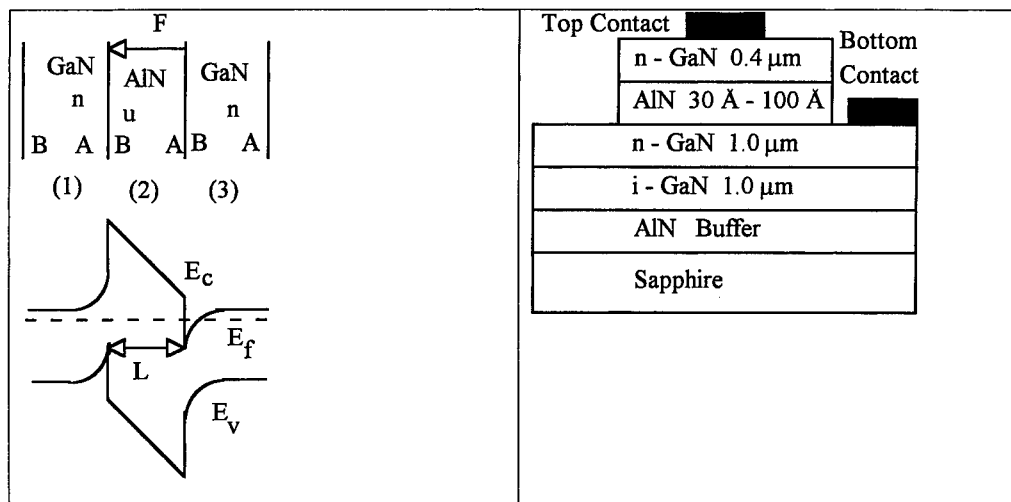 F
GaN AlN GaN
n u n
B A B A B A
(1) (2) (3)
E_c
E_f
L
E_v
Top Contact
Bottom
Contact
n - GaN 0.4 μm
AlN 30 Å - 100 Å
n - GaN 1.0 μm
i - GaN 1.0 μm
AlN Buffer
Sapphire